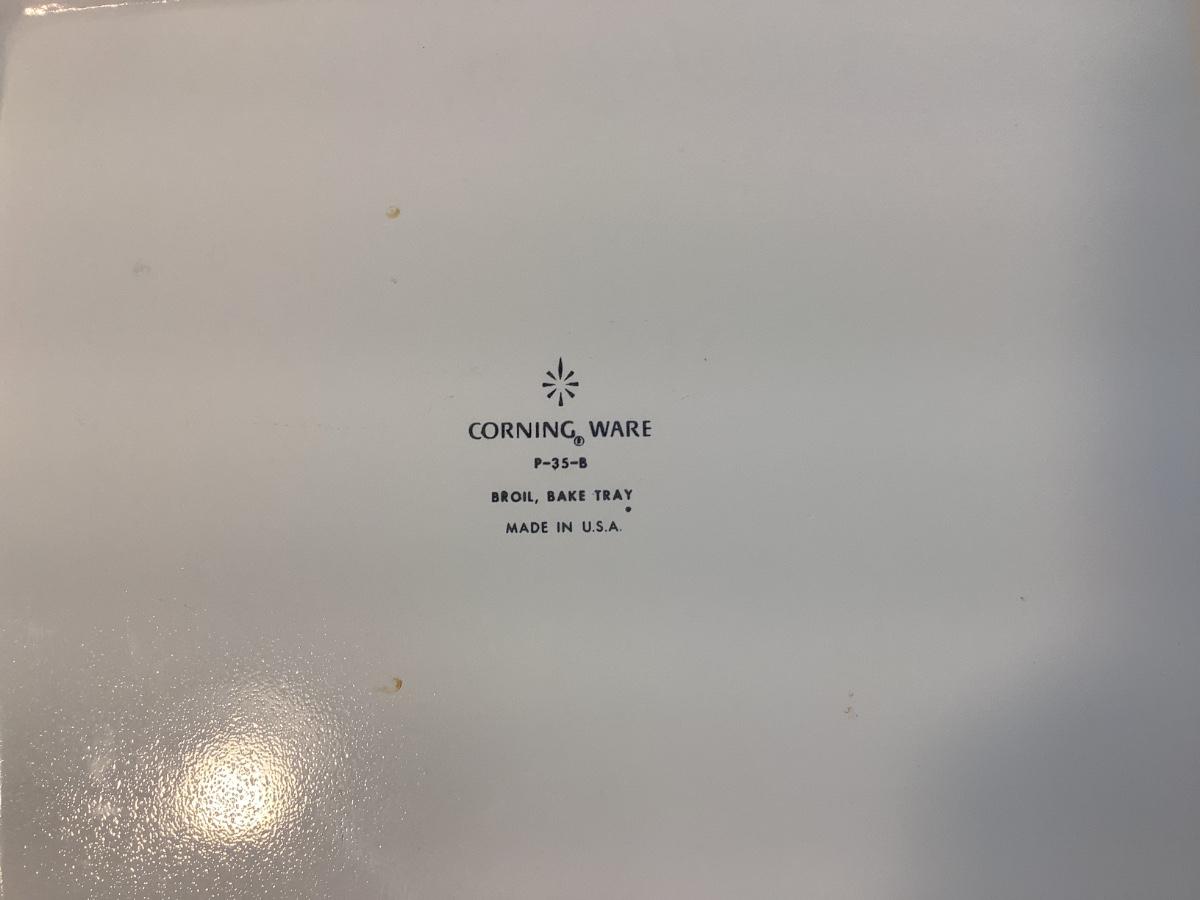 CORNING® WARE
P-35-B
BROIL, BAKE TRAY
MADE IN U.S.A.